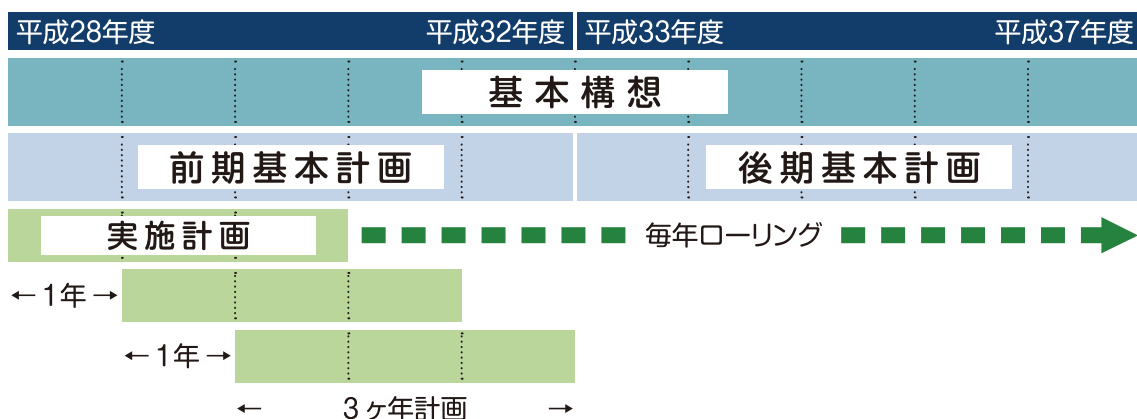 平成28年度 平成32年度 平成33年度 平成37年度
基本構想
前期基本計画 後期基本計画
実施計画 毎年ローリング
←1年→
←1年→
← 3ヶ年計画 →